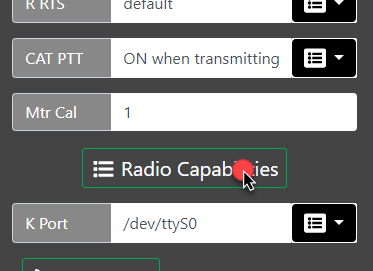 R RTS default
CAT PTT ON when transmitting
Mtr Cal 1
Radio Capabilities
K Port /dev/ttyS0